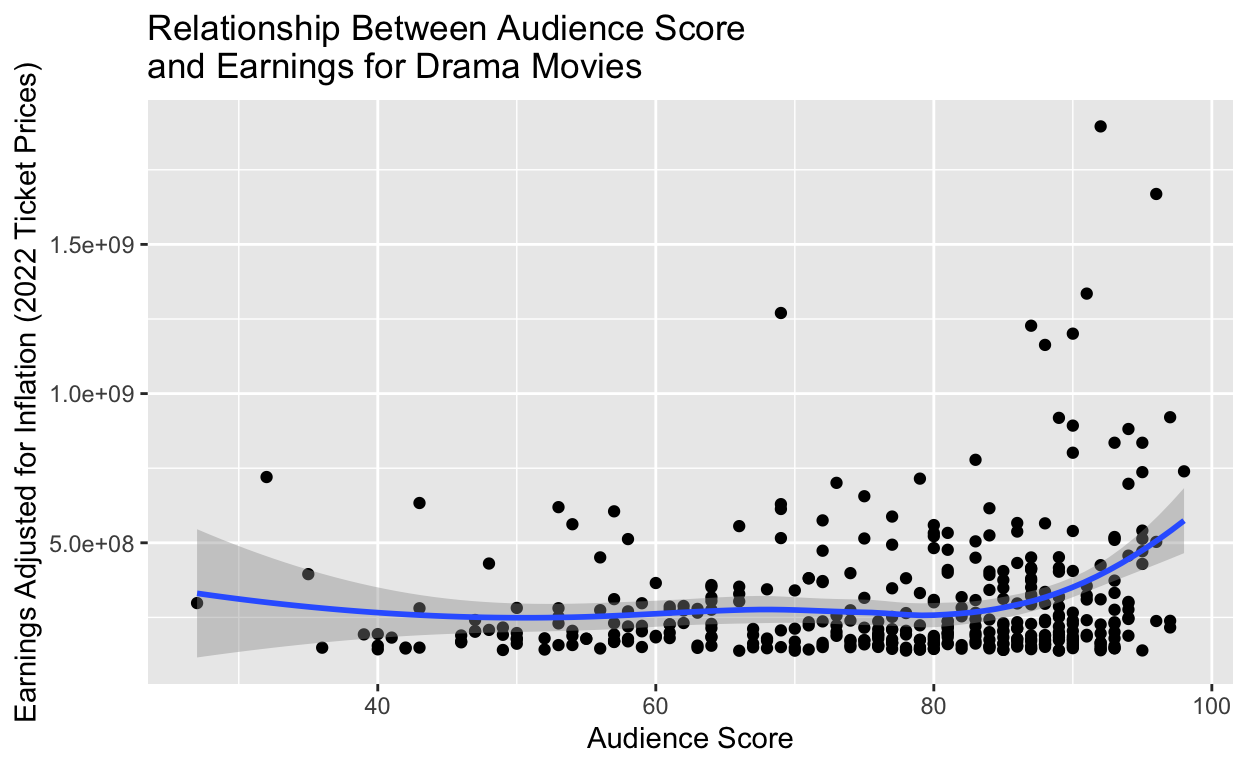 Relationship Between Audience Score
and Earnings for Drama Movies
Earnings Adjusted for Inflation (2022 Ticket Prices)
1.5e+09
1.0e+09
5.0e+08
40
60
80
100
Audience Score